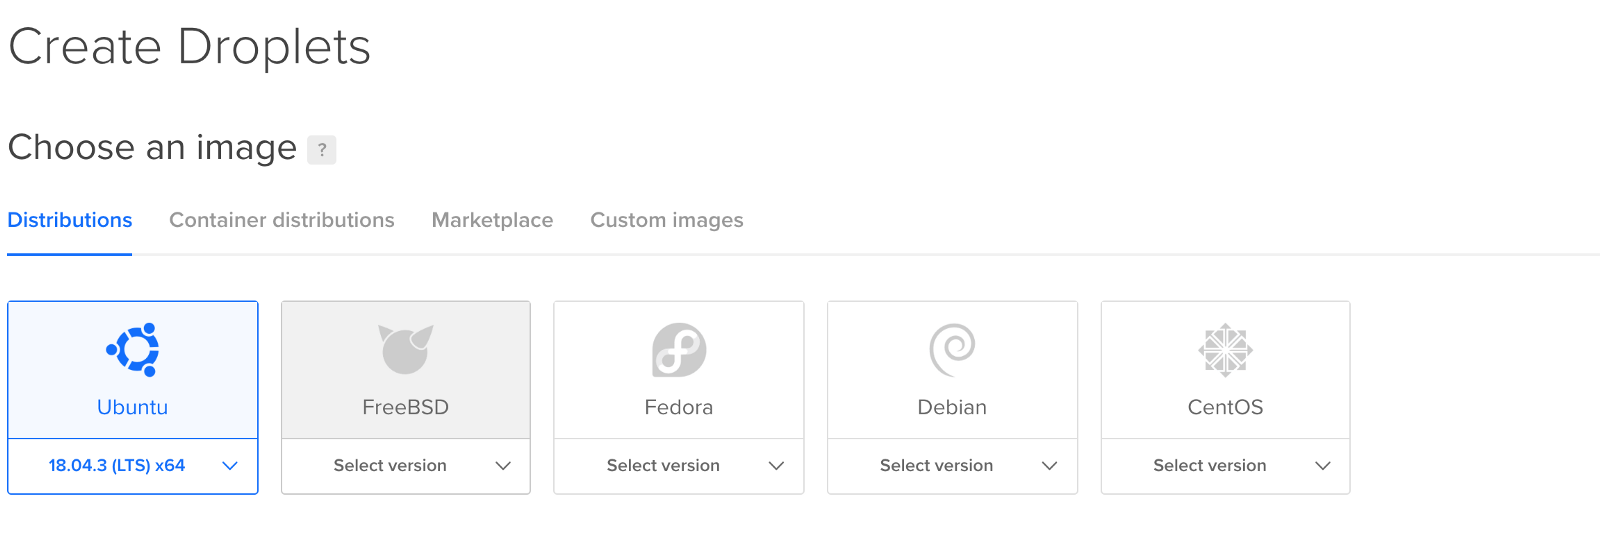 Create Droplets
Choose an image ?
Distributions Container distributions Marketplace Custom images
Ubuntu FreeBSD Fedora Debian CentOS
18.04.3 (LTS) x64 Select version Select version Select version Select version